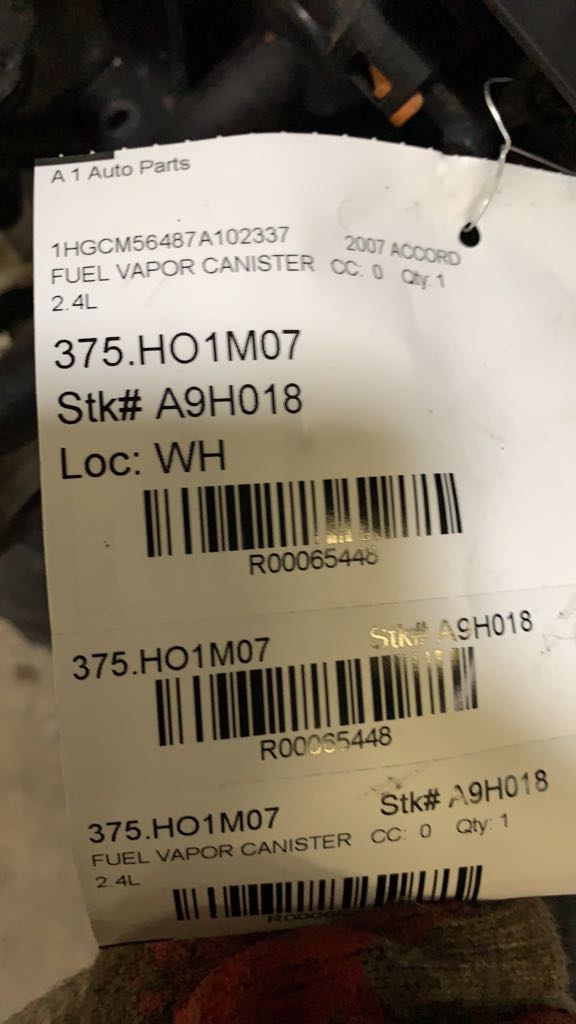 A 1 Auto Parts
1HGCM56487A102337 2007 ACCORD
FUEL VAPOR CANISTER CC: 0 Qty: 1
2.4L
375.HO1M07
Stk# A9H018
Loc: WH
R00065448
375.HO1M07 Stk# A9H018
R00065448
375.HO1M07 Stk# A9H018
FUEL VAPOR CANISTER CC: 0 Qty: 1
2.4L